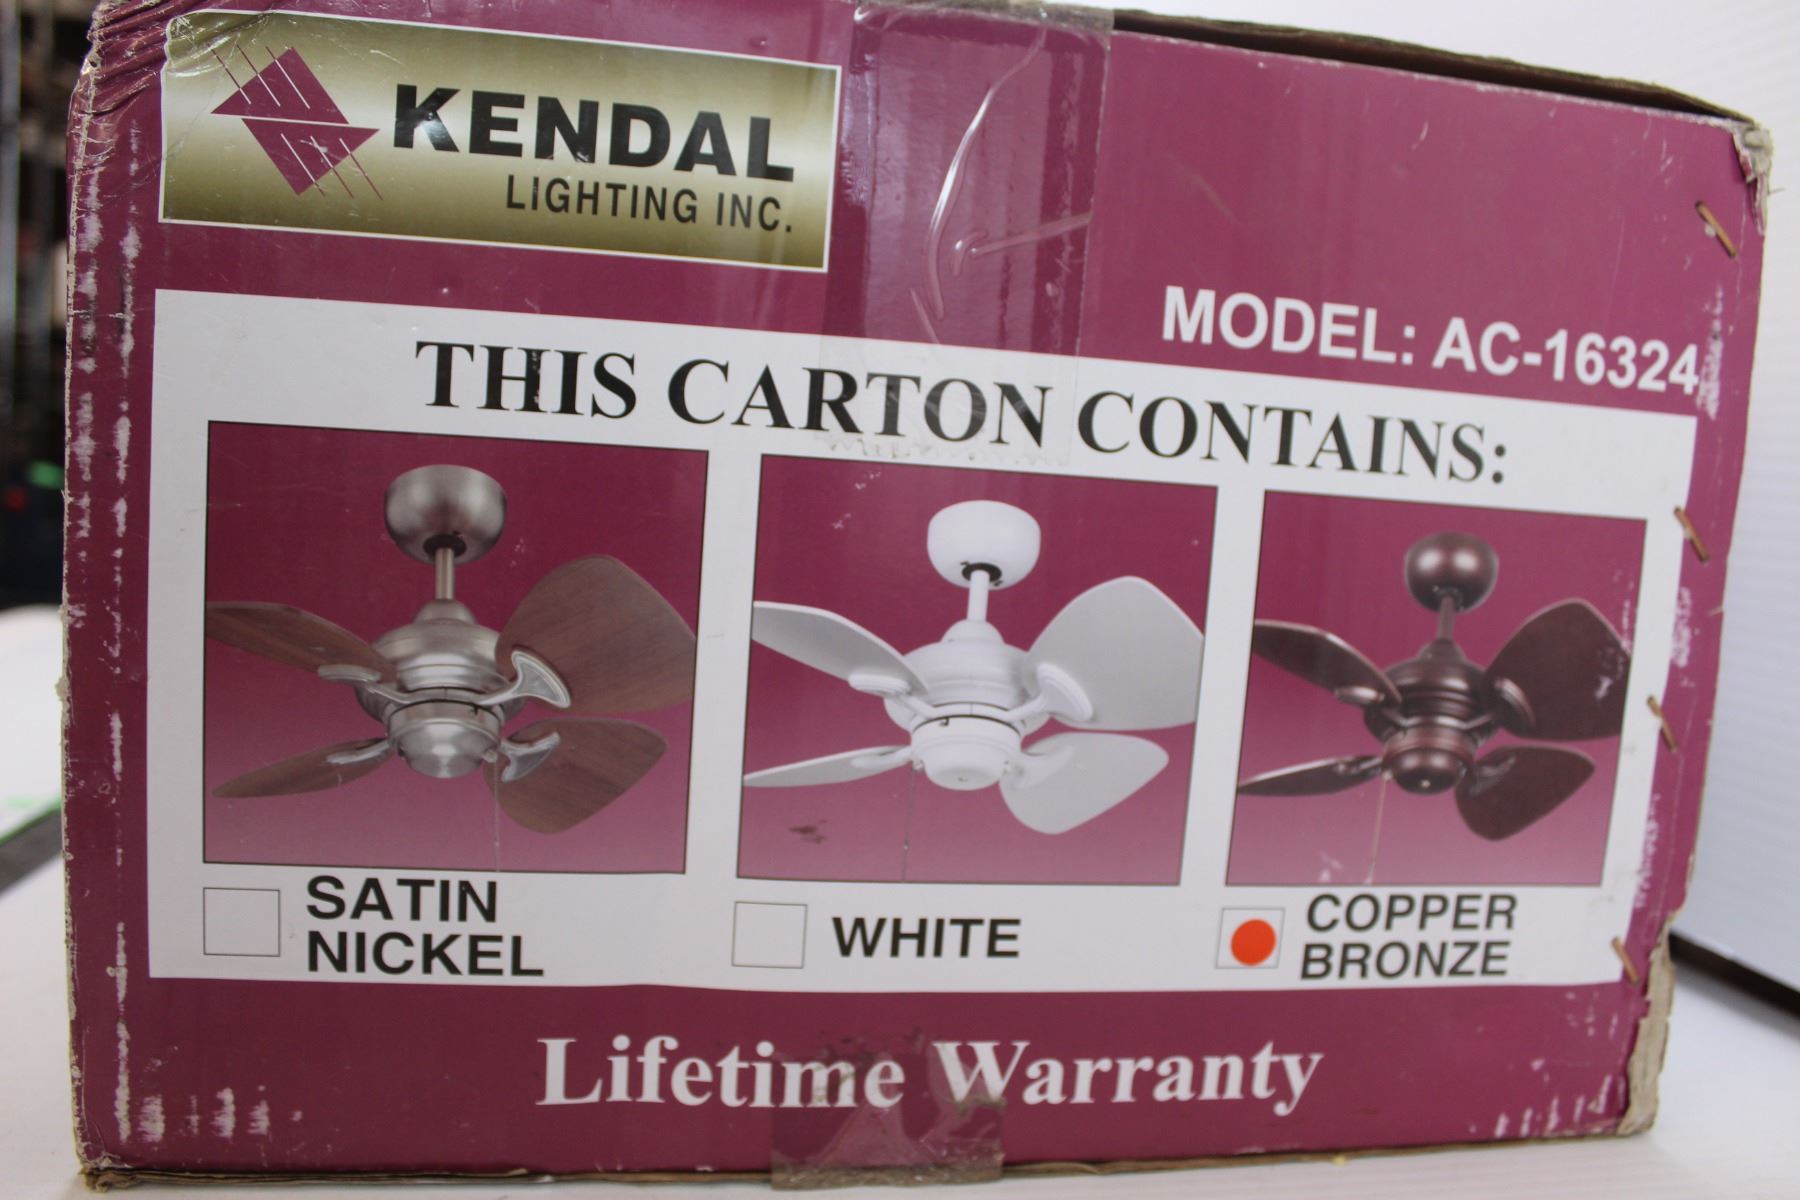 KENDAL
LIGHTING INC.
MODEL: AC-16324
THIS CARTON CONTAINS:
SATIN
NICKEL
WHITE
COPPER
BRONZE
Lifetime Warranty